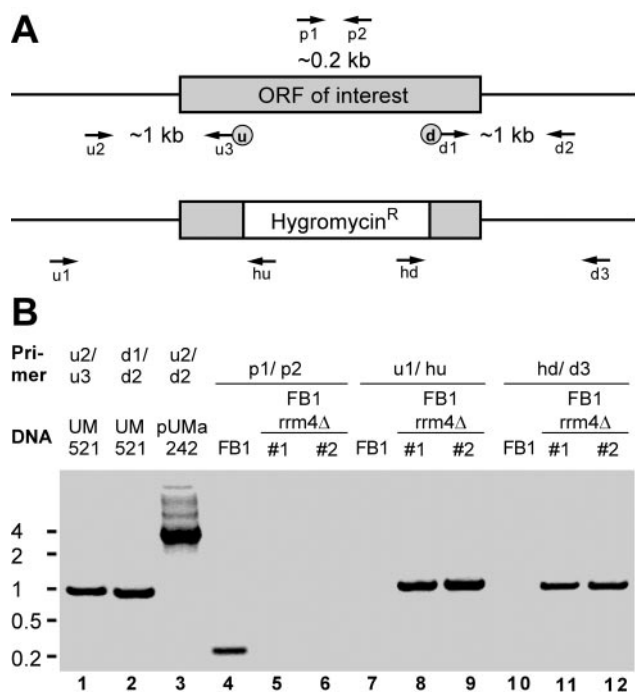 A
p1 p2
~0.2 kb
ORF of interest
u d
u2 ~1 kb u3 d1 ~1 kb d2
Hygromycin^R
u1 hu hd d3
B
Pri- u2/ d1/ u2/
mer u3 d2 d2 p1/ p2 u1/ hu hd/ d3
FB1 FB1 FB1
DNA UM UM pUMa rrm4Δ rrm4Δ rrm4Δ
521 521 242 FB1 #1 #2 FB1 #1 #2 FB1 #1 #2
4
2
1
0.5
0.2
1 2 3 4 5 6 7 8 9 10 11 12